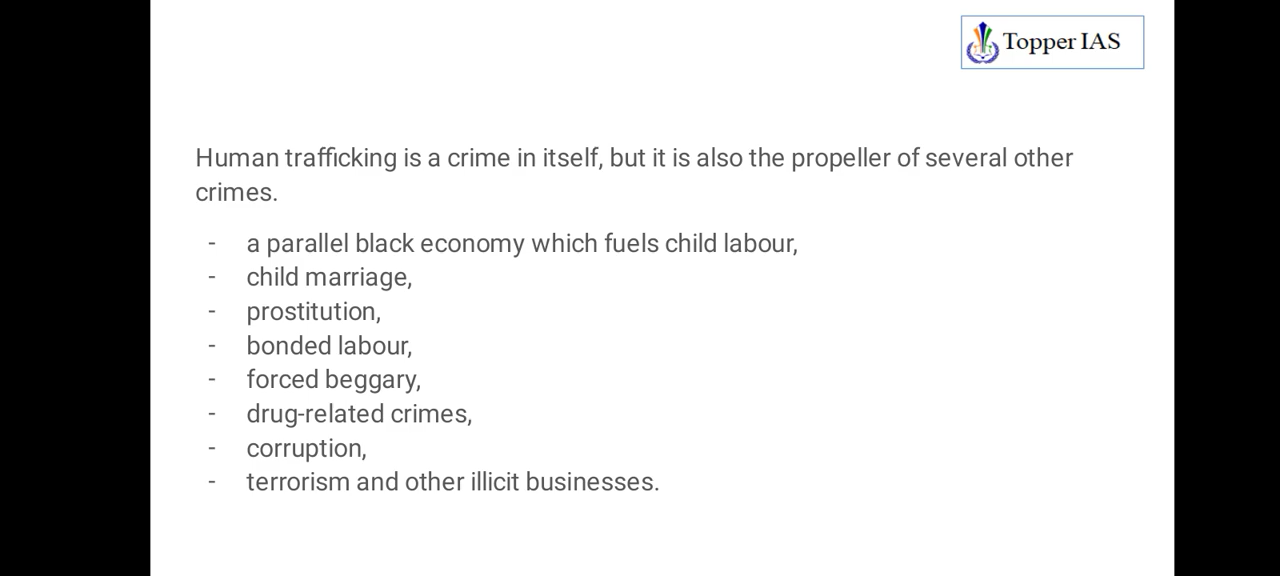 Topper IAS
Human trafficking is a crime in itself, but it is also the propeller of several other
crimes.
- a parallel black economy which fuels child labour,
- child marriage,
- prostitution,
- bonded labour,
- forced beggary,
- drug-related crimes,
- corruption,
- terrorism and other illicit businesses.